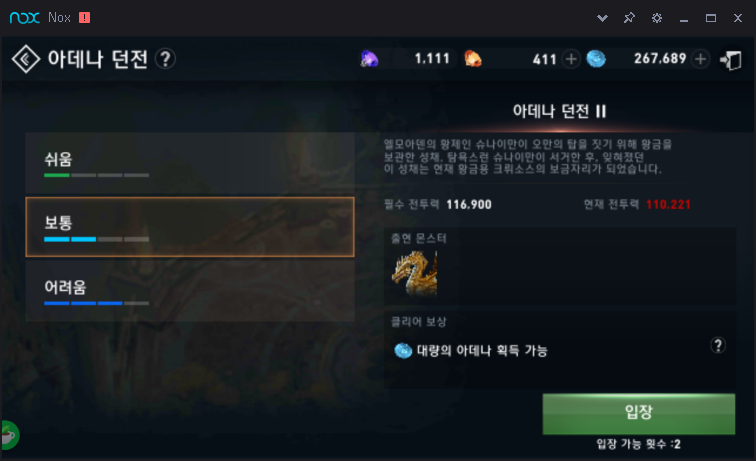 nox Nox !
아데나 던전 ? 1,111 411 267,689
아데나 던전 II
엘모아덴의 황제인 슈나이만이 오만의 탑을 짓기 위해 황금을
보관한 성채. 탐욕스런 슈나이만이 서거한 후, 잊혀졌던
이 성채는 현재 황금용 크뤼소스의 보금자리가 되었습니다.
쉬움
보통
어려움
필수 전투력 116,900 현재 전투력 110,221
출현 몬스터
클리어 보상
대량의 아데나 획득 가능 ?
입장
입장 가능 횟수 :2